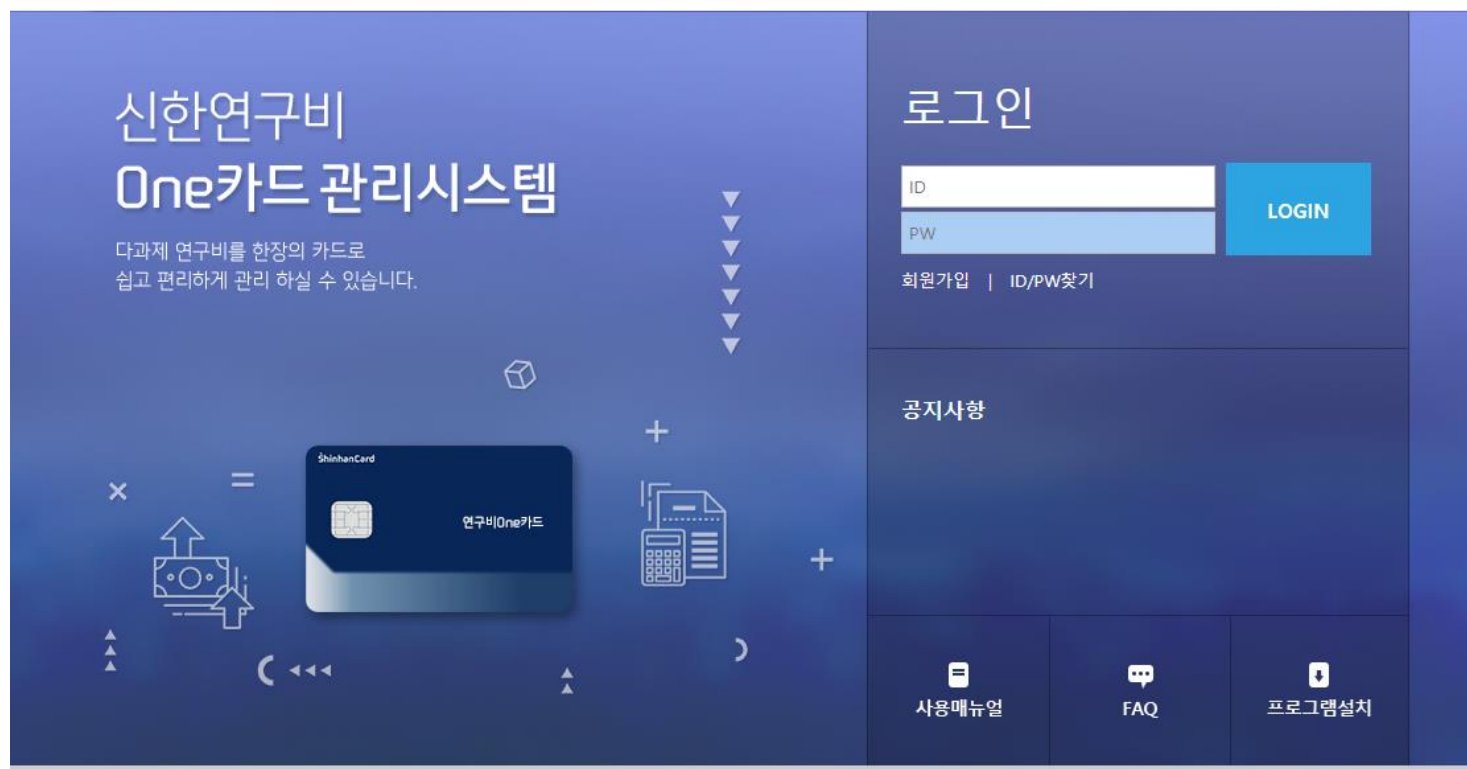 신한연구비
One카드 관리시스템
다과제 연구비를 한장의 카드로
쉽고 편리하게 관리 하실 수 있습니다.
ShinhanCard
연구비One카드
로그인
ID
PW
LOGIN
회원가입 | ID/PW찾기
공지사항
사용매뉴얼
FAQ
프로그램설치